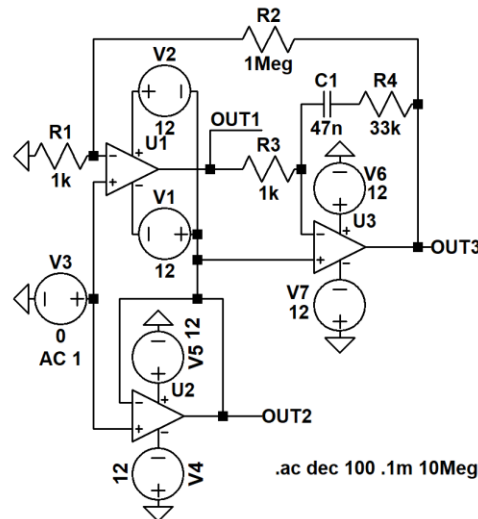 R2
1Meg
V2
12
C1
47n
R4
33k
OUT1
R1
1k
U1
R3
1k
V6
12
U3
V1
12
OUT3
V3
0
AC 1
V7
12
12
V5
U2
OUT2
12
V4
.ac dec 100 .1m 10Meg